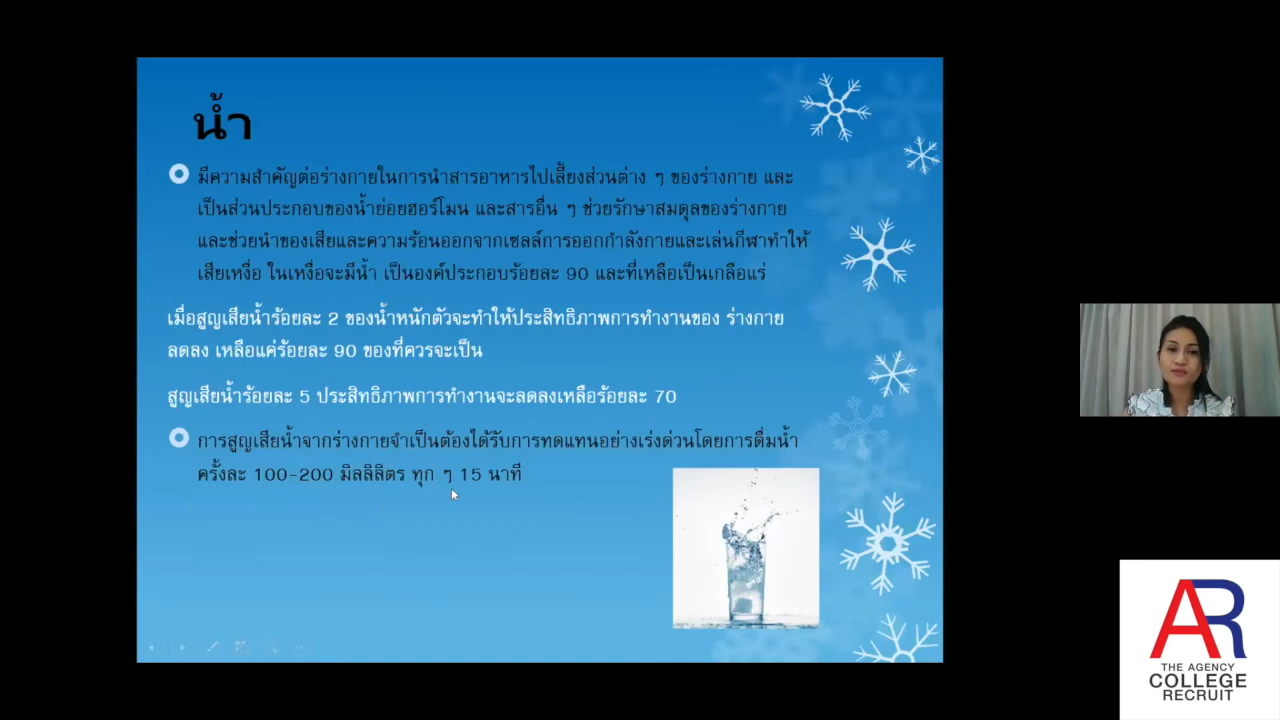 น้ำ
มีความสำคัญต่อร่างกายในการนำสารอาหารไปเลี้ยงส่วนต่าง ๆ ของร่างกาย และ
เป็นส่วนประกอบของน้ำย่อยฮอร์โมน และสารอื่น ๆ ช่วยรักษาสมดุลของร่างกาย
และช่วยนำของเสียและความร้อนออกจากเซลล์การออกกำลังกายและเล่นกีฬาทำให้
เสียเหงื่อ ในเหงื่อจะมีน้ำ เป็นองค์ประกอบร้อยละ 90 และที่เหลือเป็นเกลือแร่
เมื่อสูญเสียน้ำร้อยละ 2 ของน้ำหนักตัวจะทำให้ประสิทธิภาพการทำงานของ ร่างกาย
ลดลง เหลือแค่ร้อยละ 90 ของที่ควรจะเป็น
สูญเสียน้ำร้อยละ 5 ประสิทธิภาพการทำงานจะลดลงเหลือร้อยละ 70
การสูญเสียน้ำจากร่างกายจำเป็นต้องได้รับการทดแทนอย่างเร่งด่วนโดยการดื่มน้ำ
ครั้งละ 100-200 มิลลิลิตร ทุก ๆ 15 นาที
AR
THE AGENCY
COLLEGE
RECRUIT